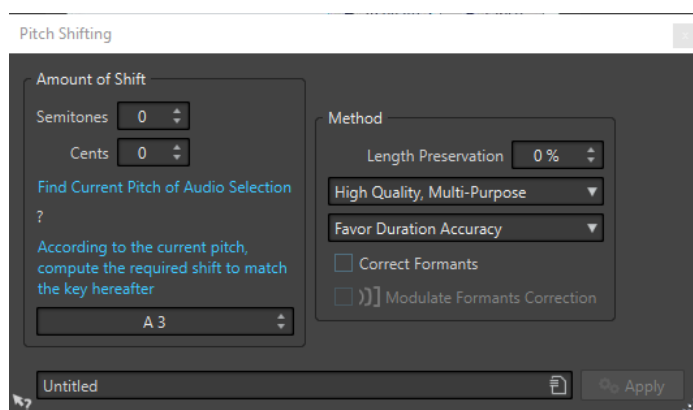 Pitch Shifting
x
Amount of Shift
Semitones 0
Cents 0
Find Current Pitch of Audio Selection
?
According to the current pitch,
compute the required shift to match
the key hereafter
A 3
Method
Length Preservation 0 %
High Quality, Multi-Purpose
Favor Duration Accuracy
Correct Formants
Modulate Formants Correction
Untitled
Apply
?